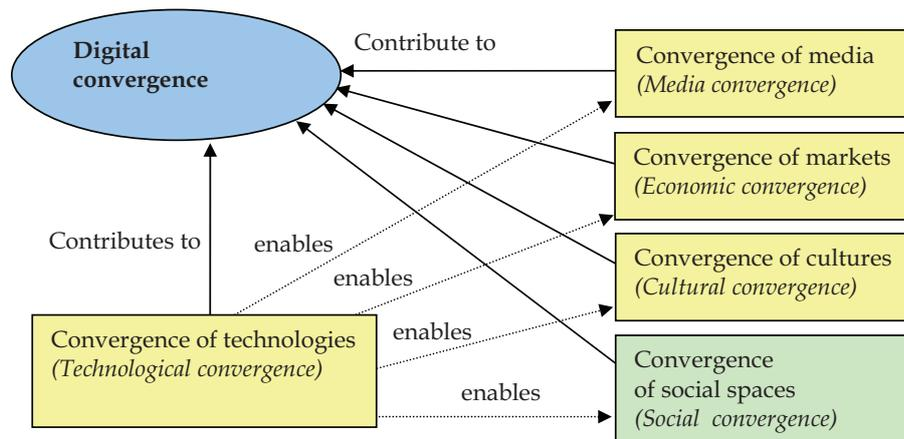 Digital
convergence
Contribute to
Convergence of media
(Media convergence)
Convergence of markets
(Economic convergence)
Contributes to
enables
enables
enables
enables
Convergence of cultures
(Cultural convergence)
Convergence of technologies
(Technological convergence)
Convergence
of social spaces
(Social convergence)